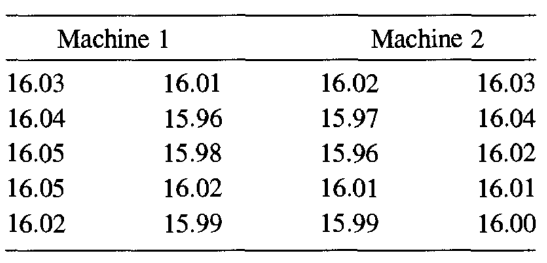 Machine 1 Machine 2
16.03 16.01 16.02 16.03
16.04 15.96 15.97 16.04
16.05 15.98 15.96 16.02
16.05 16.02 16.01 16.01
16.02 15.99 15.99 16.00